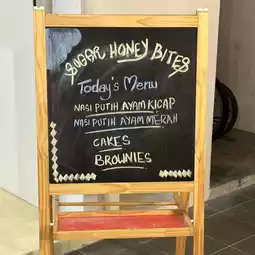 SUGAR HONEY BITES
Today's Menu
NASI PUTIH AYAM KICAP
NASI PUTIH AYAM MERAH
CAKES
BROWNIES